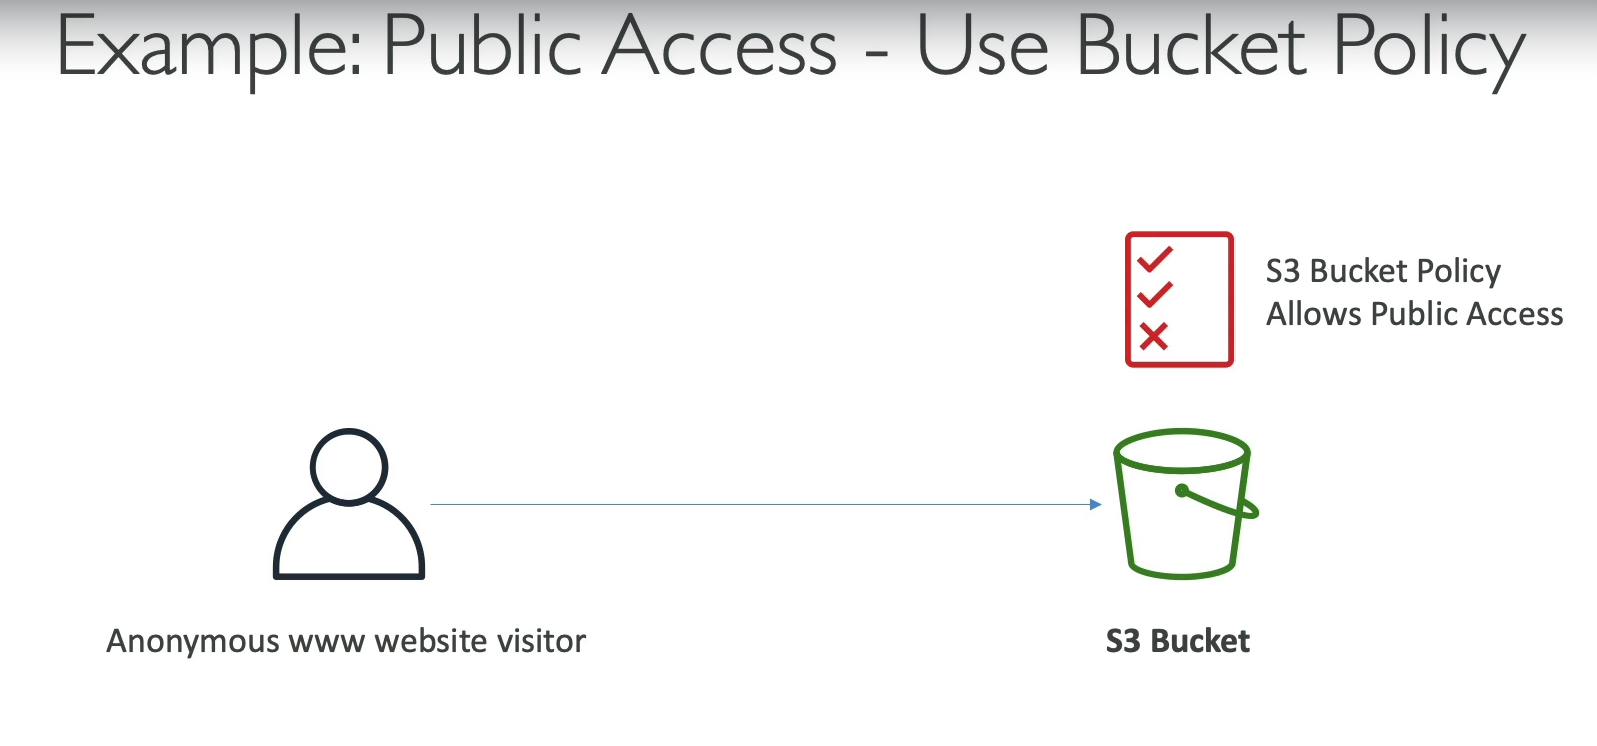 Example: Public Access - Use Bucket Policy
S3 Bucket Policy
Allows Public Access
Anonymous www website visitor
S3 Bucket